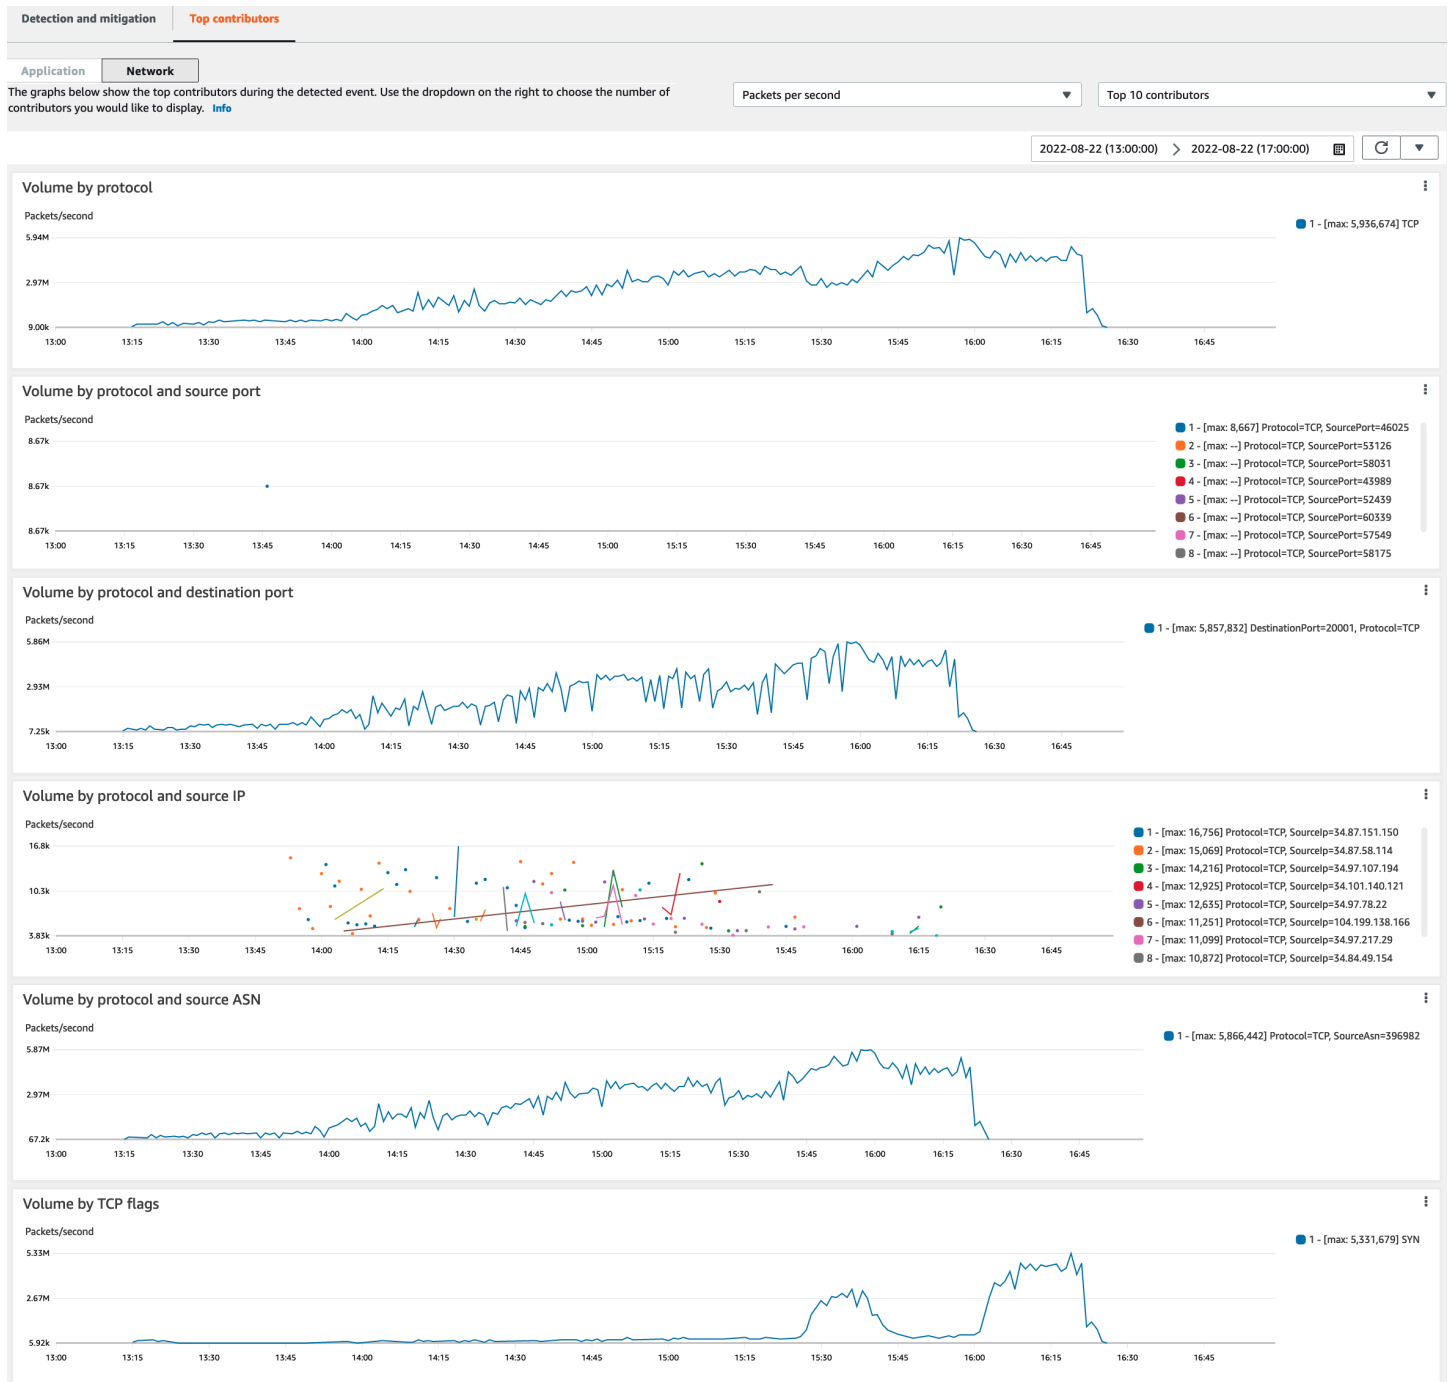 Detection and mitigation
Top contributors
Application
Network
The graphs below show the top contributors during the detected event. Use the dropdown on the right to choose the number of
contributors you would like to display. Info
Packets per second
Top 10 contributors
2022-08-22 (13:00:00) > 2022-08-22 (17:00:00)
Volume by protocol
Packets/second
5.94M
2.97M
9.00k
13:00 13:15 13:30 13:45 14:00 14:15 14:30 14:45 15:00 15:15 15:30 15:45 16:00 16:15 16:30 16:45
1 - [max: 5,936,674] TCP
Volume by protocol and source port
Packets/second
8.67k
8.67k
8.67k
13:00 13:15 13:30 13:45 14:00 14:15 14:30 14:45 15:00 15:15 15:30 15:45 16:00 16:15 16:30 16:45
1 - [max: 8,667] Protocol=TCP, SourcePort=46025
2 - [max: --] Protocol=TCP, SourcePort=53126
3 - [max: --] Protocol=TCP, SourcePort=58031
4 - [max: --] Protocol=TCP, SourcePort=43989
5 - [max: --] Protocol=TCP, SourcePort=52439
6 - [max: --] Protocol=TCP, SourcePort=60339
7 - [max: --] Protocol=TCP, SourcePort=57549
8 - [max: --] Protocol=TCP, SourcePort=58175
Volume by protocol and destination port
Packets/second
5.86M
2.93M
7.25k
13:00 13:15 13:30 13:45 14:00 14:15 14:30 14:45 15:00 15:15 15:30 15:45 16:00 16:15 16:30 16:45
1 - [max: 5,857,832] DestinationPort=20001, Protocol=TCP
Volume by protocol and source IP
Packets/second
16.8k
10.3k
3.83k
13:00 13:15 13:30 13:45 14:00 14:15 14:30 14:45 15:00 15:15 15:30 15:45 16:00 16:15 16:30 16:45
1 - [max: 16,756] Protocol=TCP, SourceIp=34.87.151.150
2 - [max: 15,069] Protocol=TCP, SourceIp=34.87.58.114
3 - [max: 14,216] Protocol=TCP, SourceIp=34.97.107.194
4 - [max: 12,925] Protocol=TCP, SourceIp=34.101.140.121
5 - [max: 12,635] Protocol=TCP, SourceIp=34.97.78.22
6 - [max: 11,251] Protocol=TCP, SourceIp=104.199.138.166
7 - [max: 11,099] Protocol=TCP, SourceIp=34.97.217.29
8 - [max: 10,872] Protocol=TCP, SourceIp=34.84.49.154
Volume by protocol and source ASN
Packets/second
5.87M
2.97M
67.2k
13:00 13:15 13:30 13:45 14:00 14:15 14:30 14:45 15:00 15:15 15:30 15:45 16:00 16:15 16:30 16:45
1 - [max: 5,866,442] Protocol=TCP, SourceAsn=396982
Volume by TCP flags
Packets/second
5.33M
2.67M
5.92k
13:00 13:15 13:30 13:45 14:00 14:15 14:30 14:45 15:00 15:15 15:30 15:45 16:00 16:15 16:30 16:45
1 - [max: 5,331,679] SYN